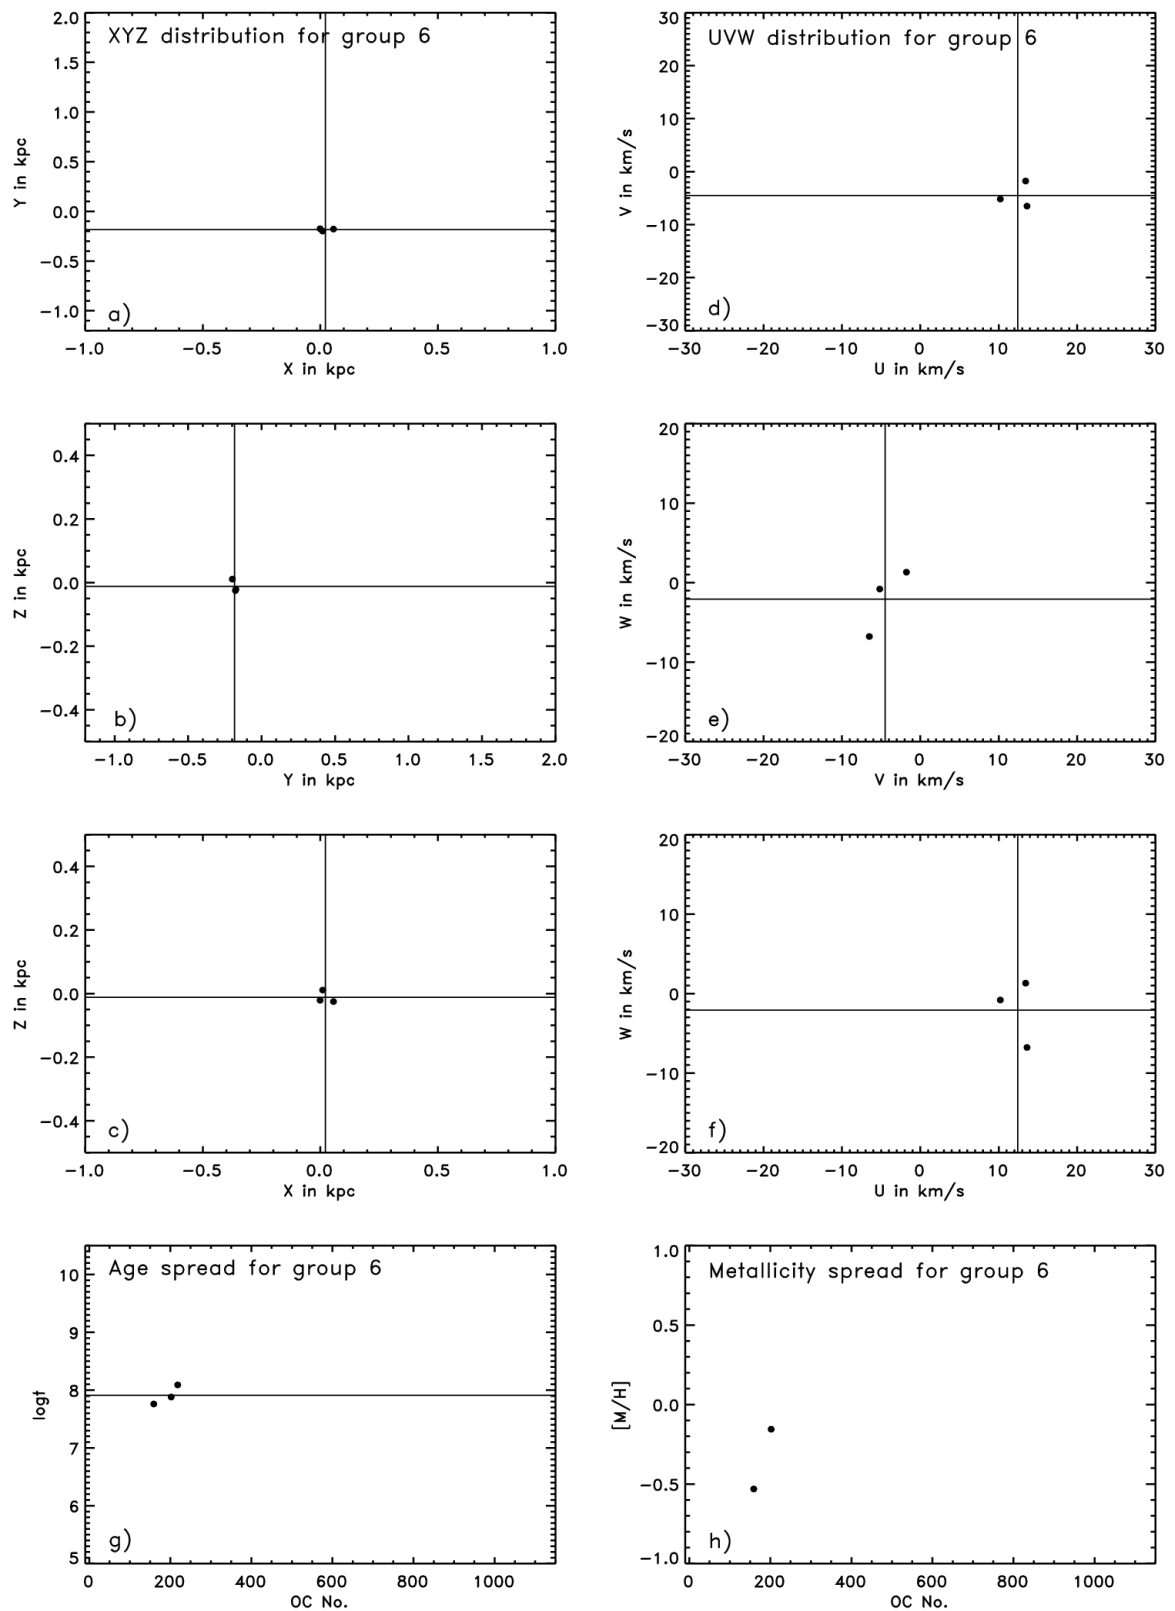 XYZ distribution for group 6
2.0
1.5
1.0
0.5
0.0
−0.5
−1.0
Y in kpc
a)
−1.0 −0.5 0.0 0.5 1.0
X in kpc
UVW distribution for group 6
30
20
10
0
−10
−20
−30
V in km/s
d)
−30 −20 −10 0 10 20 30
U in km/s
0.4
0.2
0.0
−0.2
−0.4
Z in kpc
b)
−1.0 −0.5 0.0 0.5 1.0 1.5 2.0
Y in kpc
20
10
0
−10
−20
W in km/s
e)
−30 −20 −10 0 10 20 30
V in km/s
0.4
0.2
0.0
−0.2
−0.4
Z in kpc
c)
−1.0 −0.5 0.0 0.5 1.0
X in kpc
20
10
0
−10
−20
W in km/s
f)
−30 −20 −10 0 10 20 30
U in km/s
Age spread for group 6
10
9
8
7
6
5
logt
g)
0 200 400 600 800 1000
OC No.
Metallicity spread for group 6
1.0
0.5
0.0
−0.5
−1.0
[M/H]
h)
0 200 400 600 800 1000
OC No.